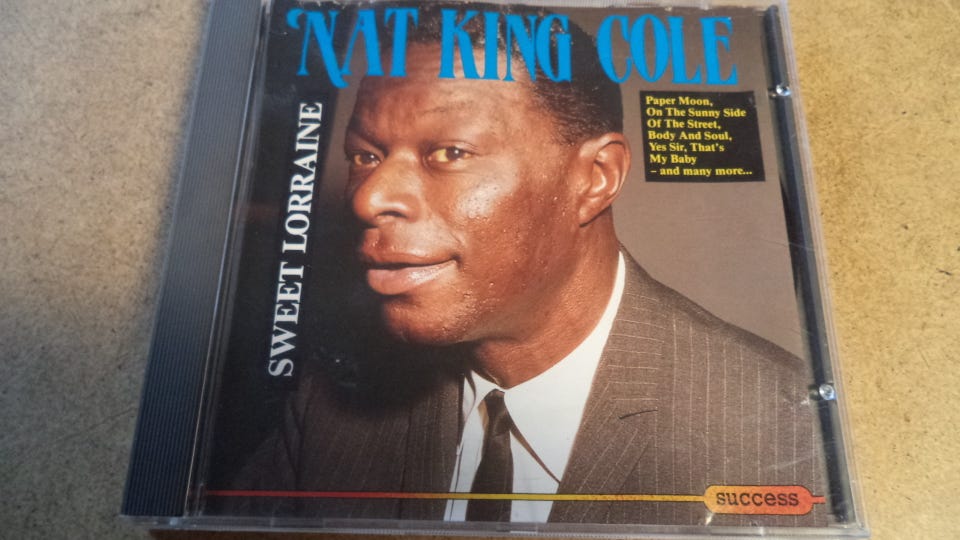 NAT KING COLE
SWEET LORRAINE
Paper Moon,
On The Sunny Side
Of The Street,
Body And Soul,
Yes Sir, That's
My Baby
– and many more...
success